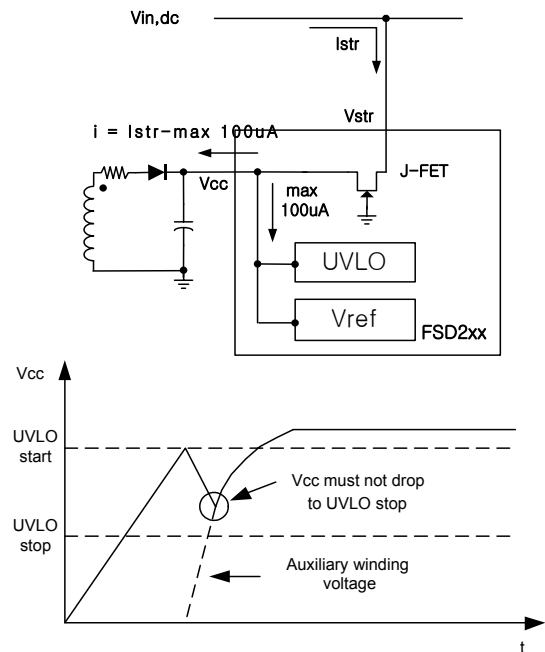 Vin,dc
Istr
Vstr
i = Istr-max 100uA
J-FET
Vcc
max
100uA
UVLO
Vref
FSD2xx
Vcc
UVLO
start
Vcc must not drop
to UVLO stop
UVLO
stop
Auxiliary winding
voltage
t